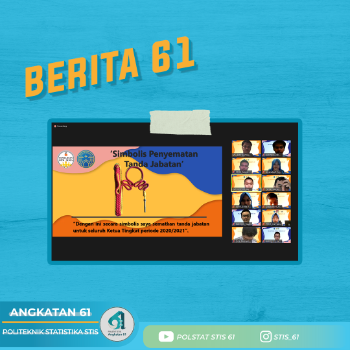 BERITA 61
'Simbolis Penyematan
Tanda Jabatan'
"Dengan ini secara simbolis saya sematkan tanda jabatan
untuk seluruh Ketua Tingkat periode 2020/2021".
ANGKATAN 61
POLITEKNIK STATISTIKA STIS
POLSTAT STIS 61
STIS_61